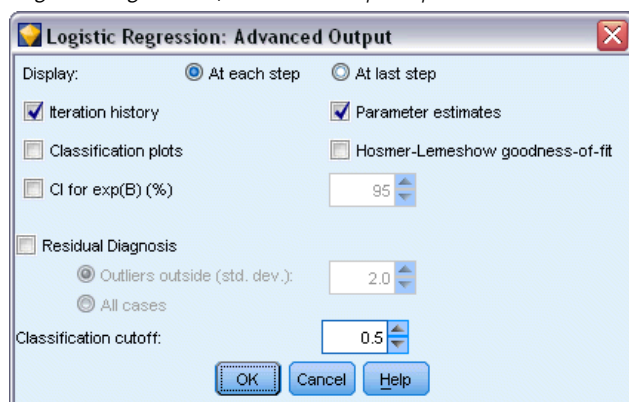 Logistic Regression: Advanced Output
Display: At each step At last step
Iteration history Parameter estimates
Classification plots Hosmer-Lemeshow goodness-of-fit
CI for exp(B) (%) 95
Residual Diagnosis
Outliers outside (std. dev.): 2.0
All cases
Classification cutoff: 0.5
OK Cancel Help